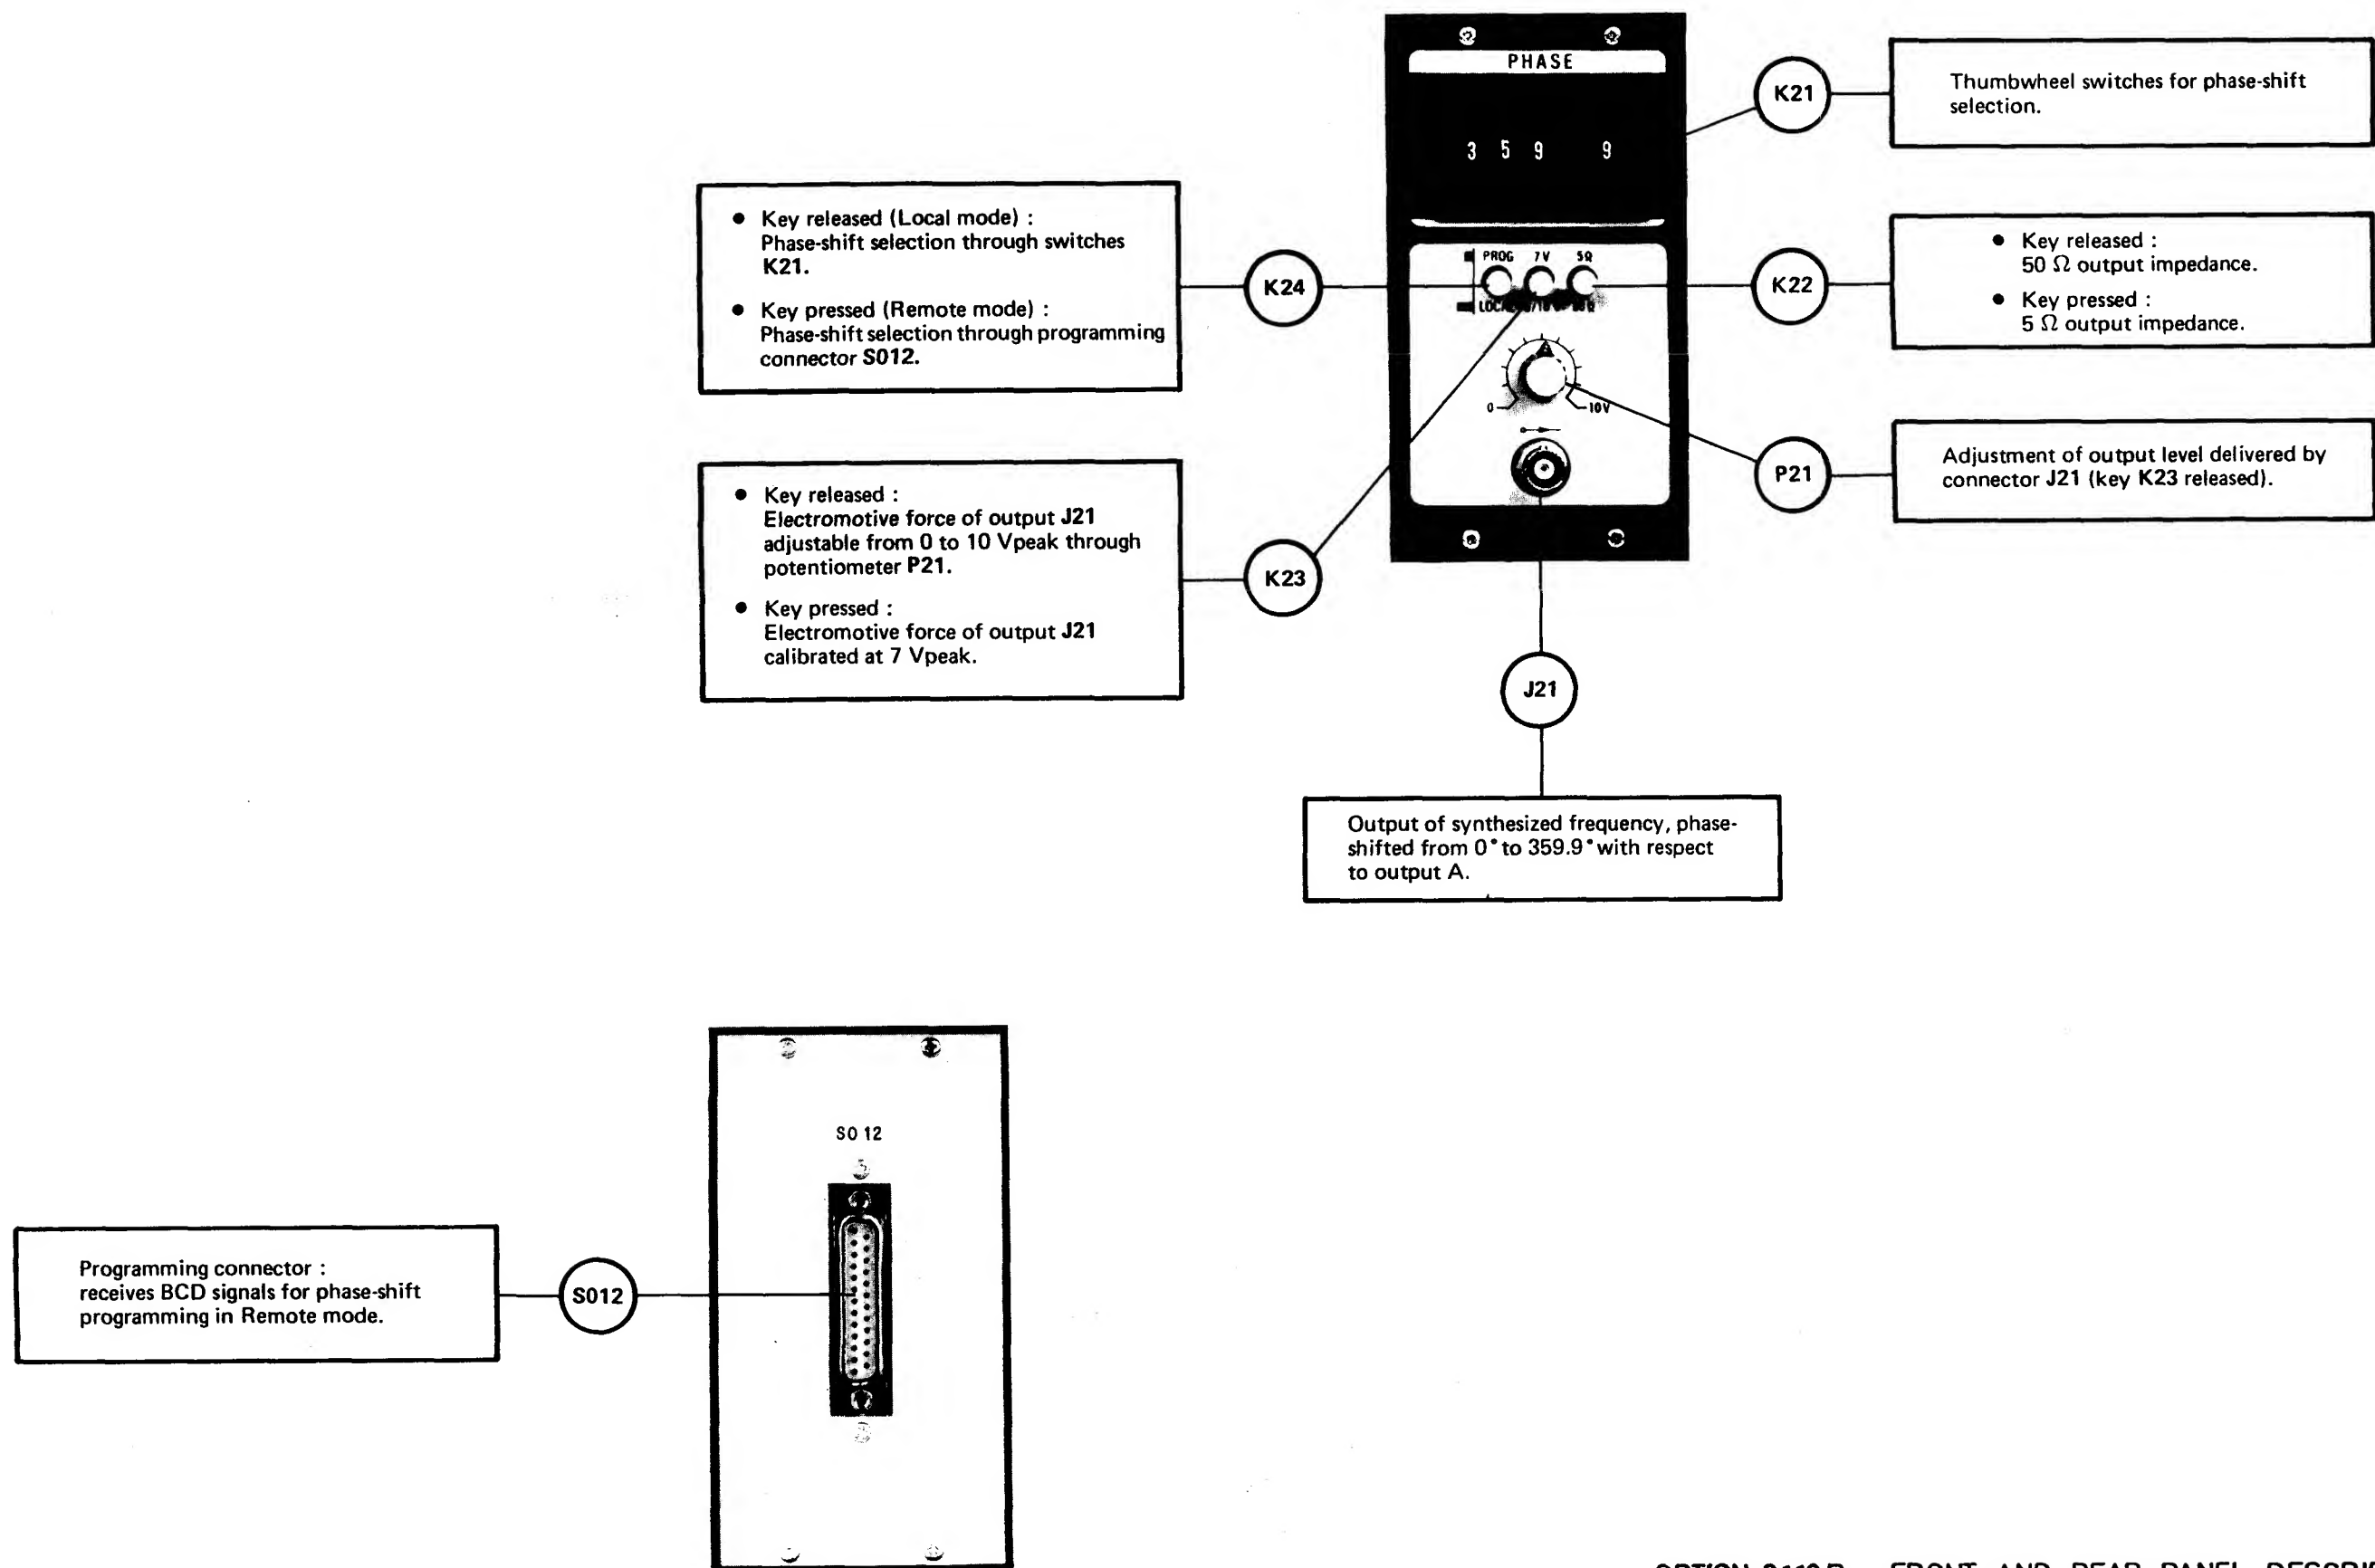 PHASE
3 5 9 9
PROG 7V 5Ω
LOCAL
0
10V
K21
Thumbwheel switches for phase-shift
selection.
● Key released (Local mode) :
Phase-shift selection through switches
K21.
● Key pressed (Remote mode) :
Phase-shift selection through programming
connector S012.
K24
K22
● Key released :
50 Ω output impedance.
● Key pressed :
5 Ω output impedance.
● Key released :
Electromotive force of output J21
adjustable from 0 to 10 Vpeak through
potentiometer P21.
● Key pressed :
Electromotive force of output J21
calibrated at 7 Vpeak.
K23
P21
Adjustment of output level delivered by
connector J21 (key K23 released).
J21
Output of synthesized frequency, phase-
shifted from 0° to 359.9° with respect
to output A.
SO 12
Programming connector :
receives BCD signals for phase-shift
programming in Remote mode.
S012
FRONT AND REAR PANEL